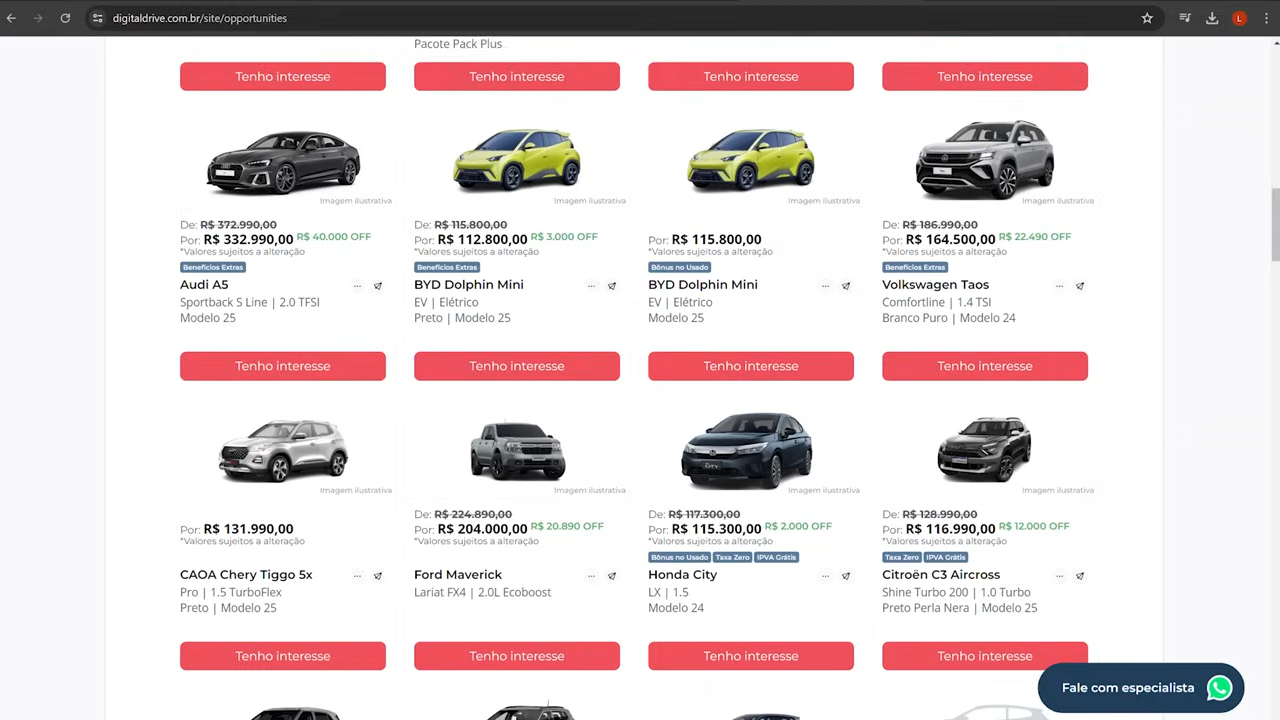 digitaldrive.com.br/site/opportunities
L
Pacote Pack Plus
Tenho interesse
Tenho interesse
Tenho interesse
Tenho interesse
Imagem ilustrativa
De: R$ 372.990,00
Por: R$ 332.990,00 R$ 40.000 OFF
*Valores sujeitos a alteração
Benefícios Extras
Audi A5
Sportback S Line | 2.0 TFSI
Modelo 25
Tenho interesse
Imagem ilustrativa
De: R$ 115.800,00
Por: R$ 112.800,00 R$ 3.000 OFF
*Valores sujeitos a alteração
Benefícios Extras
BYD Dolphin Mini
EV | Elétrico
Preto | Modelo 25
Tenho interesse
Imagem ilustrativa
Por: R$ 115.800,00
*Valores sujeitos a alteração
Bônus no Usado
BYD Dolphin Mini
EV | Elétrico
Modelo 25
Tenho interesse
Imagem ilustrativa
De: R$ 186.990,00
Por: R$ 164.500,00 R$ 22.490 OFF
*Valores sujeitos a alteração
Benefícios Extras
Volkswagen Taos
Comfortline | 1.4 TSI
Branco Puro | Modelo 24
Tenho interesse
Imagem ilustrativa
Por: R$ 131.990,00
*Valores sujeitos a alteração
CAOA Chery Tiggo 5x
Pro | 1.5 TurboFlex
Preto | Modelo 25
Tenho interesse
Imagem ilustrativa
De: R$ 224.890,00
Por: R$ 204.000,00 R$ 20.890 OFF
*Valores sujeitos a alteração
Ford Maverick
Lariat FX4 | 2.0L Ecoboost
Tenho interesse
Imagem ilustrativa
De: R$ 117.300,00
Por: R$ 115.300,00 R$ 2.000 OFF
*Valores sujeitos a alteração
Bônus no Usado Taxa Zero IPVA Grátis
Honda City
LX | 1.5
Modelo 24
Tenho interesse
Imagem ilustrativa
De: R$ 128.990,00
Por: R$ 116.990,00 R$ 12.000 OFF
*Valores sujeitos a alteração
Taxa Zero IPVA Grátis
Citroën C3 Aircross
Shine Turbo 200 | 1.0 Turbo
Preto Perla Nera | Modelo 25
Tenho interesse
Fale com especialista